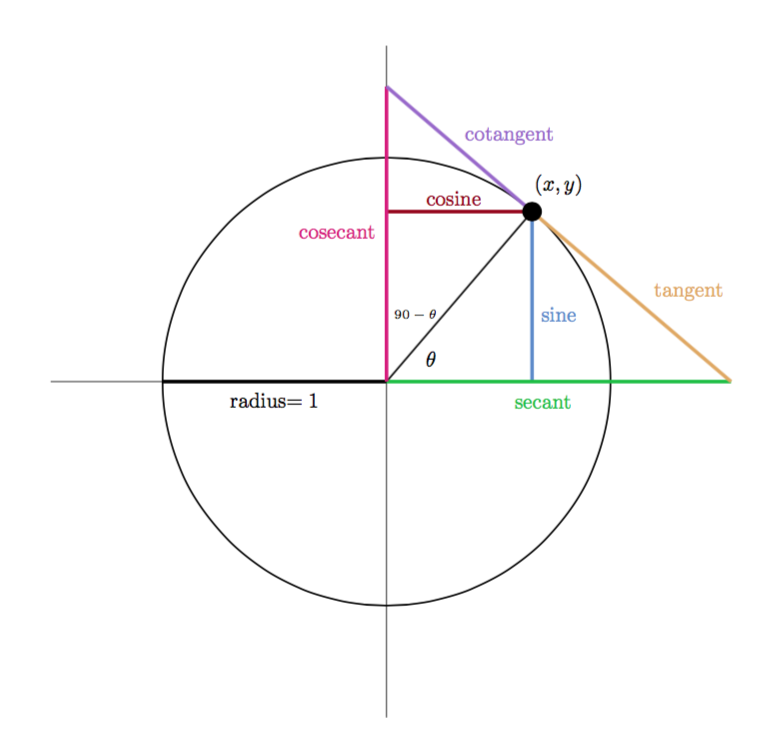 cotangent
(x, y)
cosine
cosecant
tangent
90 − θ
sine
θ
radius= 1
secant